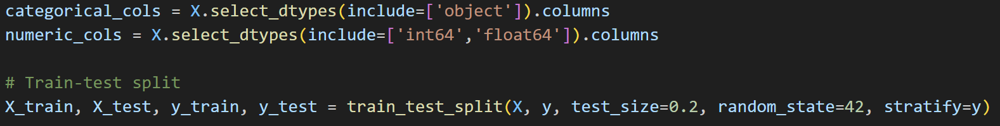 categorical_cols = X.select_dtypes(include=['object']).columns
numeric_cols = X.select_dtypes(include=['int64','float64']).columns
# Train-test split
X_train, X_test, y_train, y_test = train_test_split(X, y, test_size=0.2, random_state=42, stratify=y)